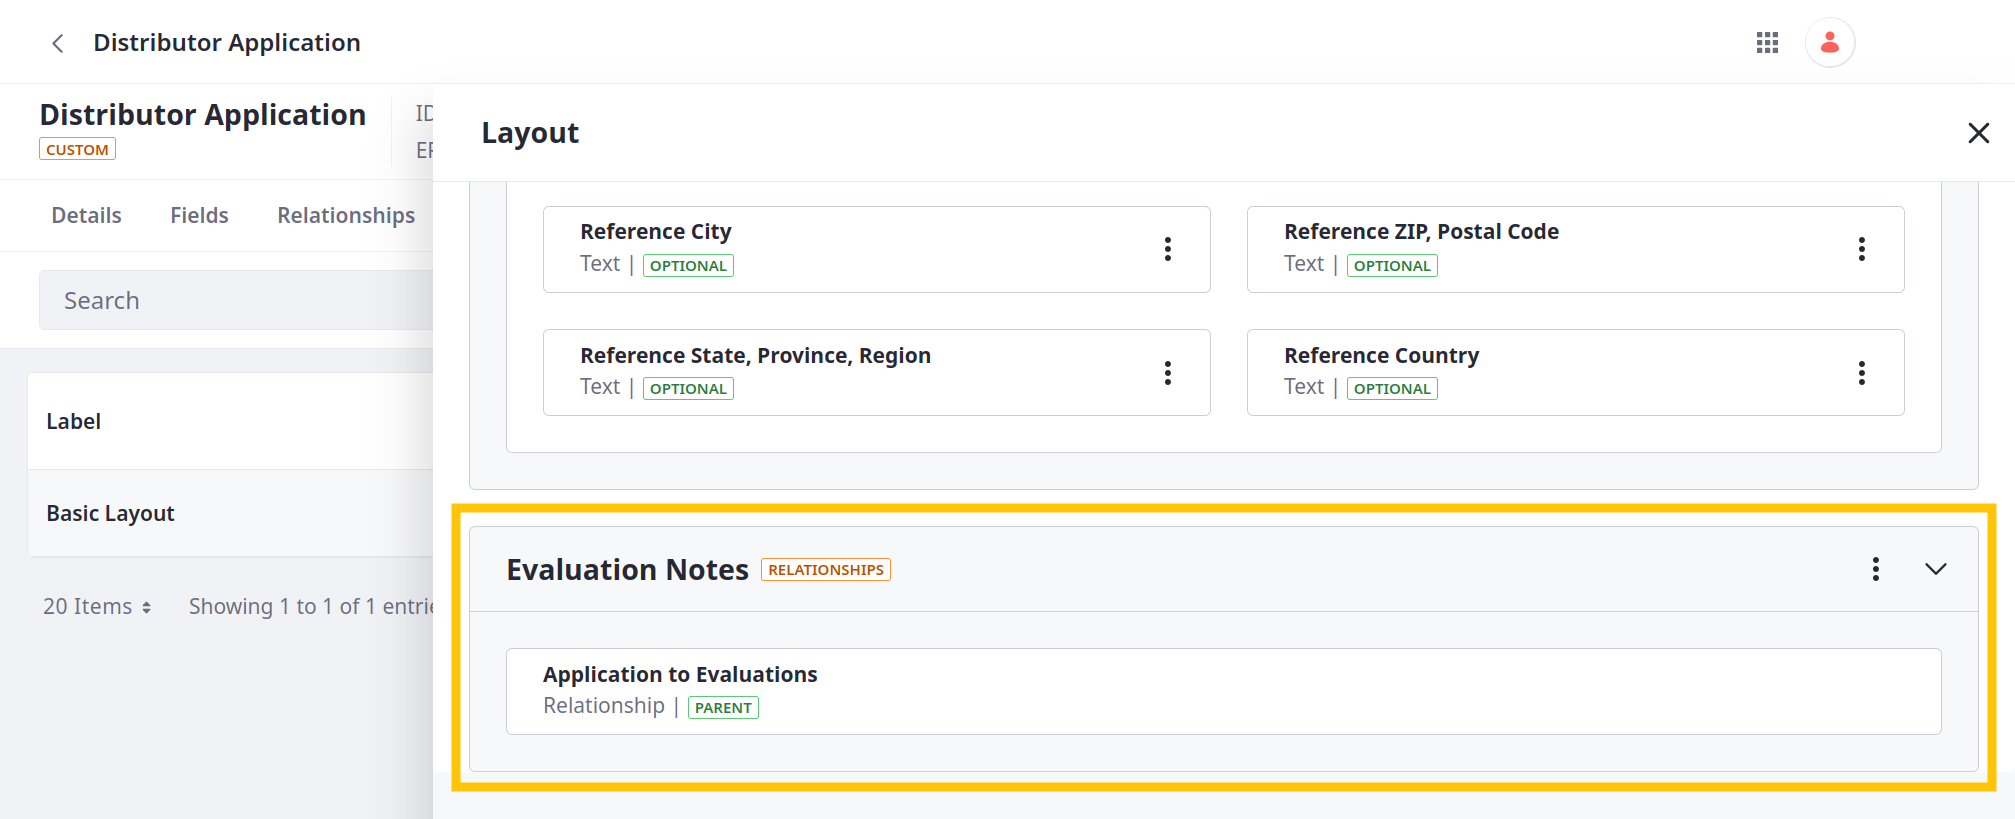 Distributor Application
Distributor Application
CUSTOM
ID
Details Fields Relationships
Search
Label
Basic Layout
20 Items Showing 1 to 1 of 1
Layout
Reference City
Text | OPTIONAL
Reference ZIP, Postal Code
Text | OPTIONAL
Reference State, Province, Region
Text | OPTIONAL
Reference Country
Text | OPTIONAL
Evaluation Notes RELATIONSHIPS
Application to Evaluations
Relationship | PARENT